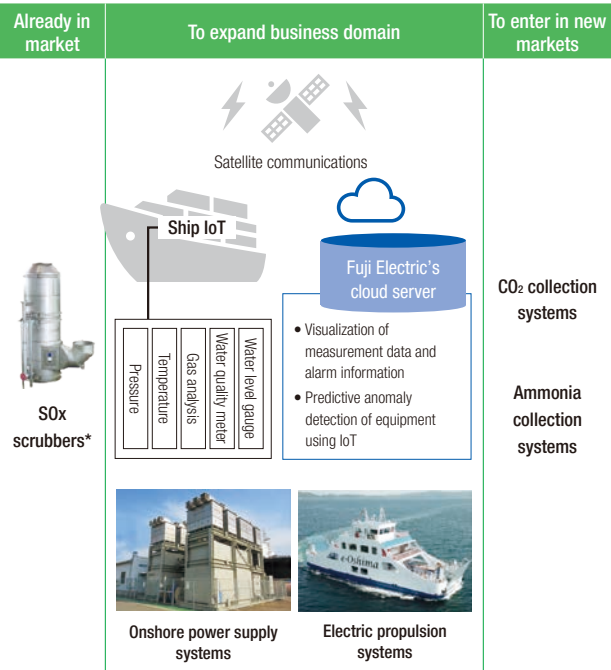 Already in
market
To expand business domain
To enter in new
markets
Satellite communications
Ship IoT
Fuji Electric's
cloud server
Pressure
Temperature
Gas analysis
Water quality meter
Water level gauge
• Visualization of
measurement data and
alarm information
• Predictive anomaly
detection of equipment
using IoT
SOx
scrubbers*
CO₂ collection
systems
Ammonia
collection
systems
e-Oshima
Onshore power supply
systems
Electric propulsion
systems